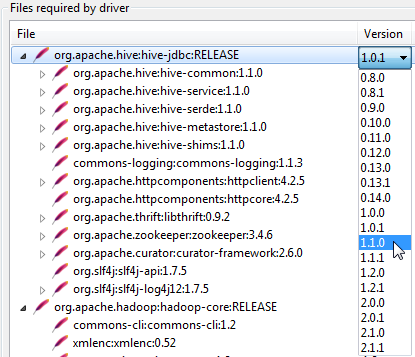 Files required by driver
File Version
org.apache.hive:hive-jdbc:RELEASE 1.0.1
org.apache.hive:hive-common:1.1.0 0.8.0
org.apache.hive:hive-service:1.1.0 0.8.1
org.apache.hive:hive-serde:1.1.0 0.9.0
org.apache.hive:hive-metastore:1.1.0 0.10.0
org.apache.hive:hive-shims:1.1.0 0.11.0
commons-logging:commons-logging:1.1.3 0.12.0
org.apache.httpcomponents:httpclient:4.2.5 0.13.0
org.apache.httpcomponents:httpcore:4.2.5 0.13.1
org.apache.thrift:libthrift:0.9.2 0.14.0
org.apache.zookeeper:zookeeper:3.4.6 1.0.0
org.apache.curator:curator-framework:2.6.0 1.0.1
org.slf4j:slf4j-api:1.7.5 1.1.0
org.slf4j:slf4j-log4j12:1.7.5 1.1.1
org.apache.hadoop:hadoop-core:RELEASE 1.2.0
commons-cli:commons-cli:1.2 1.2.1
xmlenc:xmlenc:0.52 2.0.0
2.0.1
2.1.0
2.1.1